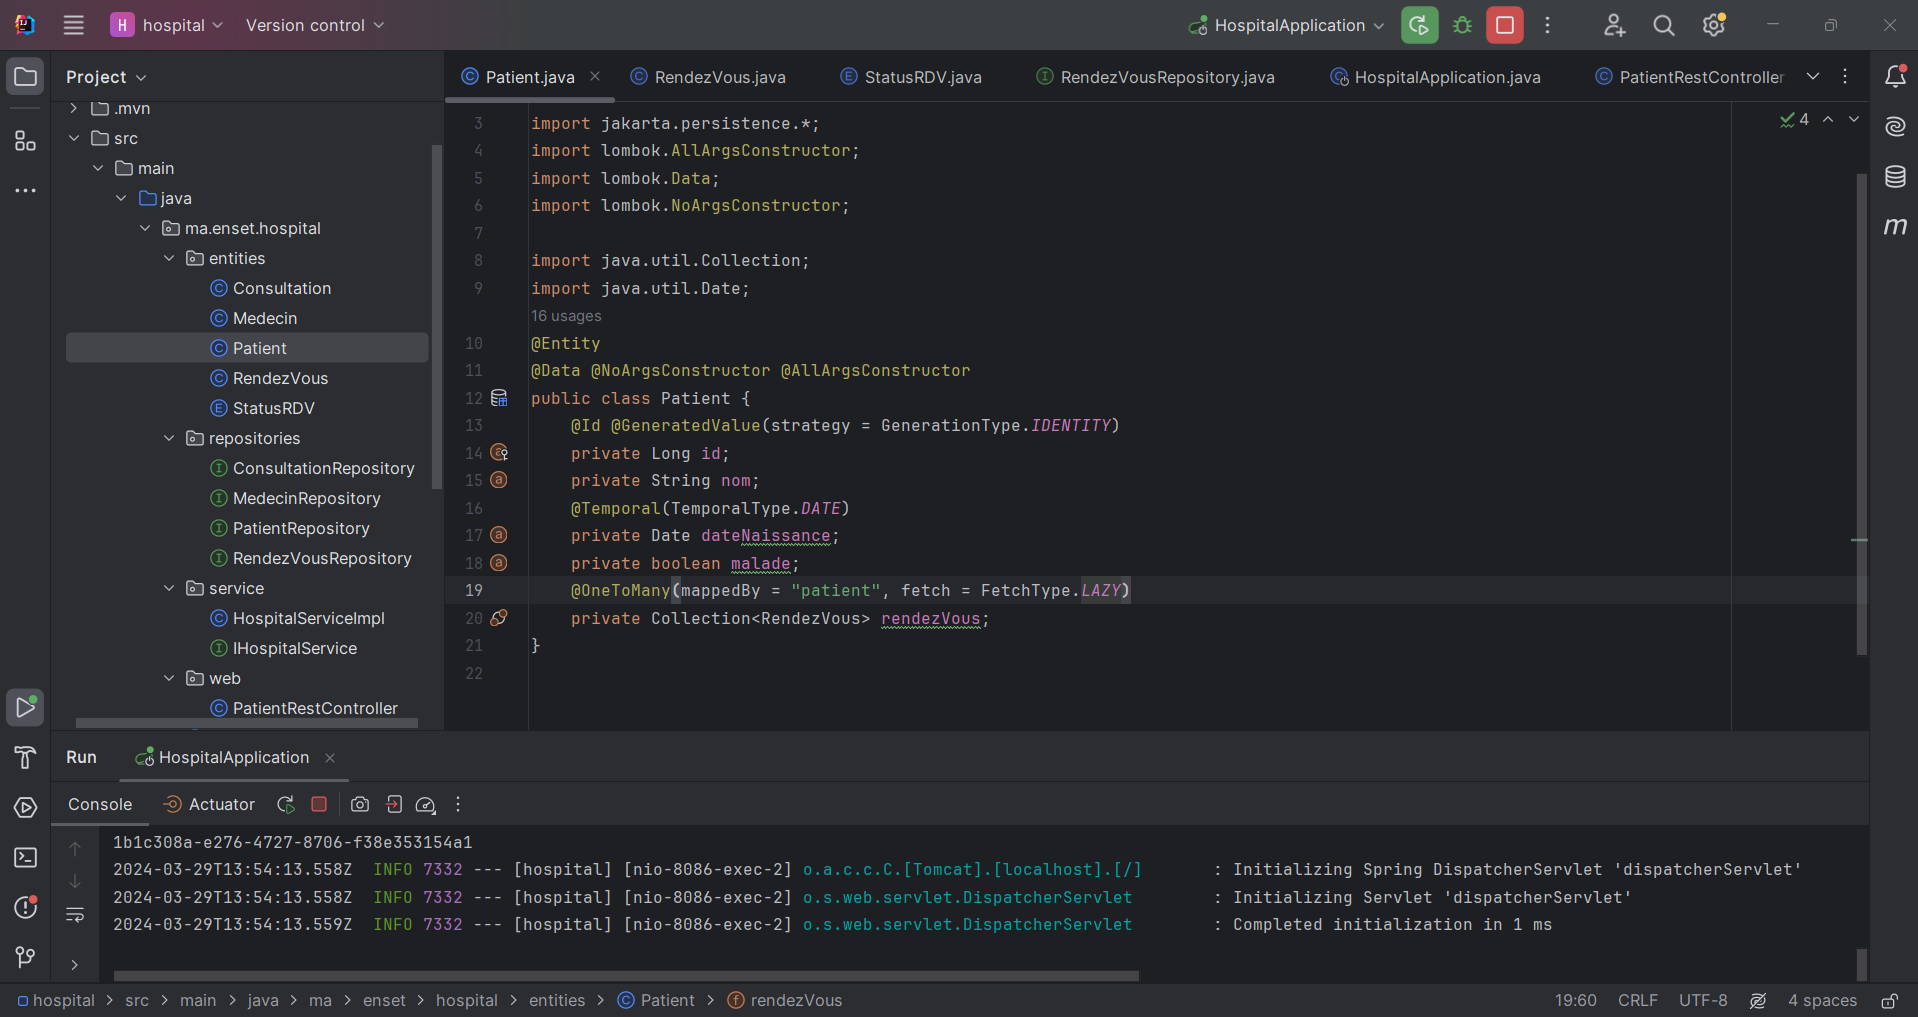 H hospital Version control HospitalApplication
Project
Patient.java RendezVous.java StatusRDV.java RendezVousRepository.java HospitalApplication.java PatientRestController
.mvn
src
main
java
ma.enset.hospital
entities
Consultation
Medecin
Patient
RendezVous
StatusRDV
repositories
ConsultationRepository
MedecinRepository
PatientRepository
RendezVousRepository
service
HospitalServiceImpl
IHospitalService
web
PatientRestController
4
3 import jakarta.persistence.*;
4 import lombok.AllArgsConstructor;
5 import lombok.Data;
6 import lombok.NoArgsConstructor;
7
8 import java.util.Collection;
9 import java.util.Date;
16 usages
10 @Entity
11 @Data @NoArgsConstructor @AllArgsConstructor
12 public class Patient {
13 @Id @GeneratedValue(strategy = GenerationType.IDENTITY)
14 private Long id;
15 private String nom;
16 @Temporal(TemporalType.DATE)
17 private Date dateNaissance;
18 private boolean malade;
19 @OneToMany(mappedBy = "patient", fetch = FetchType.LAZY)
20 private Collection<RendezVous> rendezVous;
21 }
22
Run HospitalApplication
Console Actuator
1b1c308a-e276-4727-8706-f38e353154a1
2024-03-29T13:54:13.558Z INFO 7332 --- [hospital] [nio-8086-exec-2] o.a.c.c.C.[Tomcat].[localhost].[/] : Initializing Spring DispatcherServlet 'dispatcherServlet'
2024-03-29T13:54:13.558Z INFO 7332 --- [hospital] [nio-8086-exec-2] o.s.web.servlet.DispatcherServlet : Initializing Servlet 'dispatcherServlet'
2024-03-29T13:54:13.559Z INFO 7332 --- [hospital] [nio-8086-exec-2] o.s.web.servlet.DispatcherServlet : Completed initialization in 1 ms
hospital > src > main > java > ma > enset > hospital > entities > Patient > rendezVous 19:60 CRLF UTF-8 4 spaces